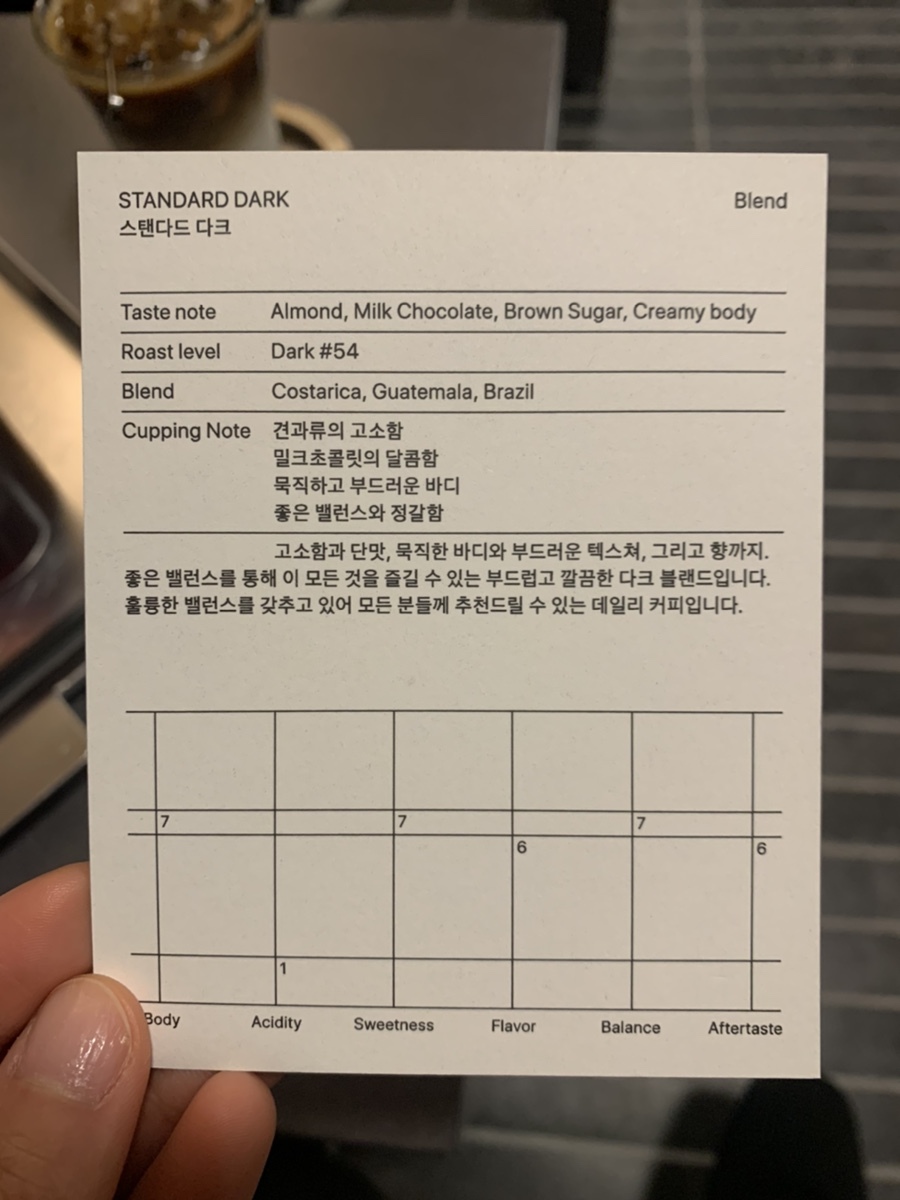 STANDARD DARK Blend
스탠다드 다크
Taste note Almond, Milk Chocolate, Brown Sugar, Creamy body
Roast level Dark #54
Blend Costarica, Guatemala, Brazil
Cupping Note 견과류의 고소함
밀크초콜릿의 달콤함
묵직하고 부드러운 바디
좋은 밸런스와 정갈함
고소함과 단맛, 묵직한 바디와 부드러운 텍스쳐, 그리고 향까지.
좋은 밸런스를 통해 이 모든 것을 즐길 수 있는 부드럽고 깔끔한 다크 블랜드입니다.
훌륭한 밸런스를 갖추고 있어 모든 분들께 추천드릴 수 있는 데일리 커피입니다.
7 7 7
6 6
1
Body Acidity Sweetness Flavor Balance Aftertaste